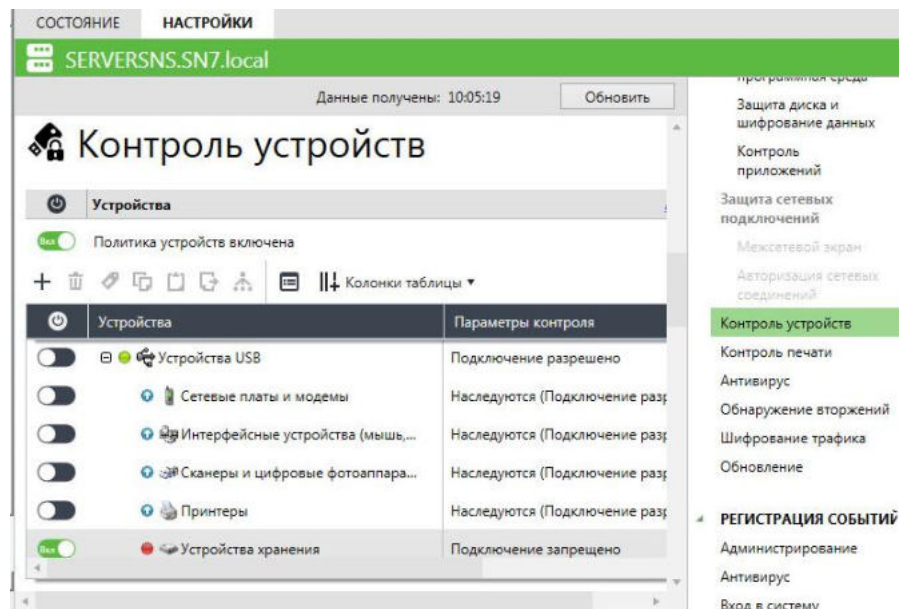 СОСТОЯНИЕ НАСТРОЙКИ
SERVERSNS.SN7.local
Данные получены: 10:05:19 Обновить
Контроль устройств
Устройства
Вкл Политика устройств включена
Колонки таблицы
Устройства Параметры контроля
Устройства USB Подключение разрешено
Сетевые платы и модемы Наследуются (Подключение разр
Интерфейсные устройства (мышь,... Наследуются (Подключение разр
Сканеры и цифровые фотоаппара... Наследуются (Подключение разр
Принтеры Наследуются (Подключение разр
Вкл Устройства хранения Подключение запрещено
программная среда
Защита диска и
шифрование данных
Контроль
приложений
Защита сетевых
подключений
Межсетевой экран
Авторизация сетевых
соединений
Контроль устройств
Контроль печати
Антивирус
Обнаружение вторжений
Шифрование трафика
Обновление
РЕГИСТРАЦИЯ СОБЫТИЙ
Администрирование
Антивирус
Вход в систему